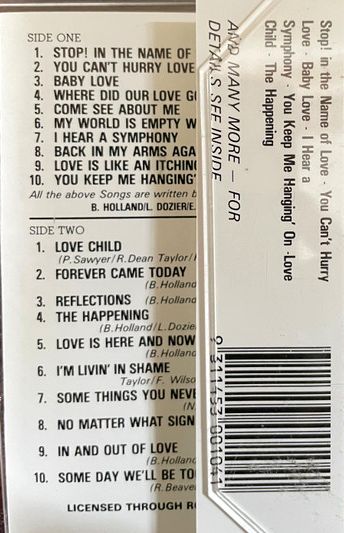 SIDE ONE
1. STOP! IN THE NAME OF
2. YOU CAN'T HURRY LOVE
3. BABY LOVE
4. WHERE DID OUR LOVE
5. COME SEE ABOUT ME
6. MY WORLD IS EMPTY
7. I HEAR A SYMPHONY
8. BACK IN MY ARMS
9. LOVE IS LIKE AN
10. YOU KEEP ME
All the above Songs are written
B. HOLLAND/L. DOZIER/E.
SIDE TWO
1. LOVE CHILD
(P. Sawyer/R. Dean Taylor/
2. FOREVER CAME TODAY
(B. Holland
3. REFLECTIONS (B. Holland
4. THE HAPPENING
(B. Holland/L. Dozie
5. LOVE IS HERE AND NOW
(B. Holland
6. I'M LIVIN' IN SHAME
Taylor/F. Wilso
7. SOME THINGS YOU
(N
8. NO MATTER WHAT SIGN
9. IN AND OUT OF LOVE
(B. Holland
10. SOME DAY WE'LL BE TO
(R. Beave
LICENSED THROUGH
Stop! in the Name of Love · You Can't Hurry
Love · Baby Love · I Hear a
Symphony · You Keep Me Hangin' On · Love
Child · The Happening
AND MANY MORE — FOR
DETAILS SEE INSIDE
9 311153 001041